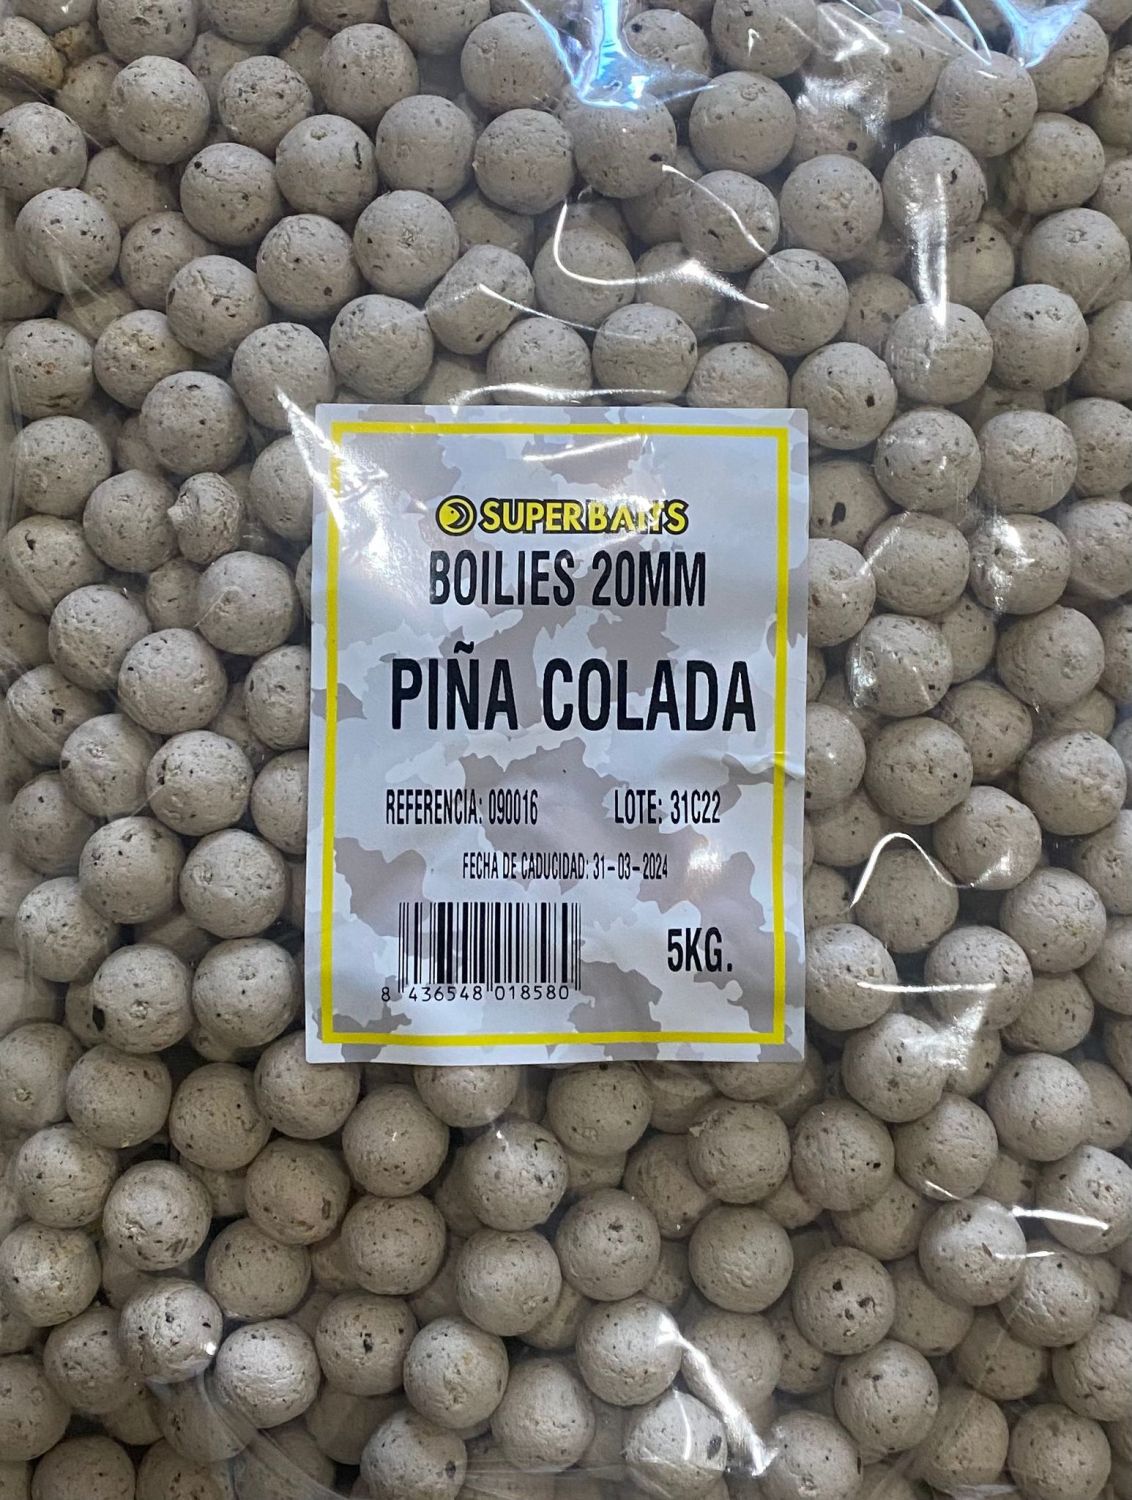 SUPERBAITS
BOILIES 20MM
PIÑA COLADA
REFERENCIA: 090016 LOTE: 31C22
FECHA DE CADUCIDAD: 31-03-2024
5KG.
8 436548 018580